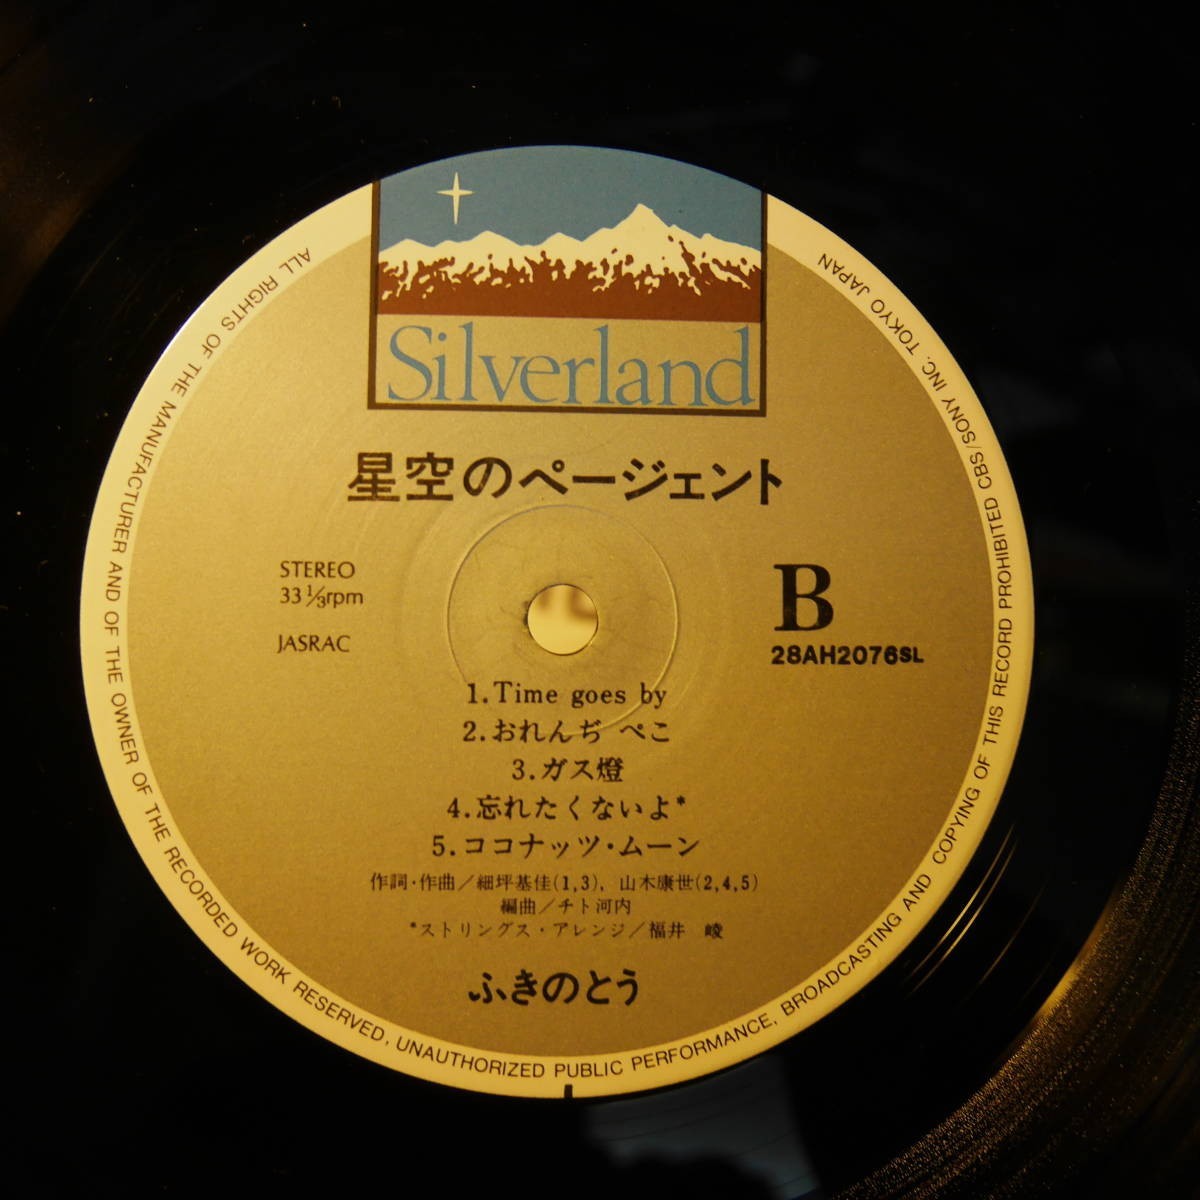 Silverland
星空のページェント
STEREO
33 1/3rpm
JASRAC
B
28AH2076SL
1.Time goes by
2.おれんぢ ぺこ
3.ガス燈
4.忘れたくないよ*
5.ココナッツ・ムーン
作詞・作曲／細坪基佳(1,3), 山木康世(2,4,5)
編曲／チト河内
*ストリングス・アレンジ／福井 崚
ふきのとう
ALL RIGHTS OF THE MANUFACTURER AND OF THE OWNER OF THE RECORDED WORK RESERVED, UNAUTHORIZED PUBLIC PERFORMANCE, BROADCASTING AND COPYING OF THIS RECORD PROHIBITED CBS/SONY INC. TOKYO JAPAN